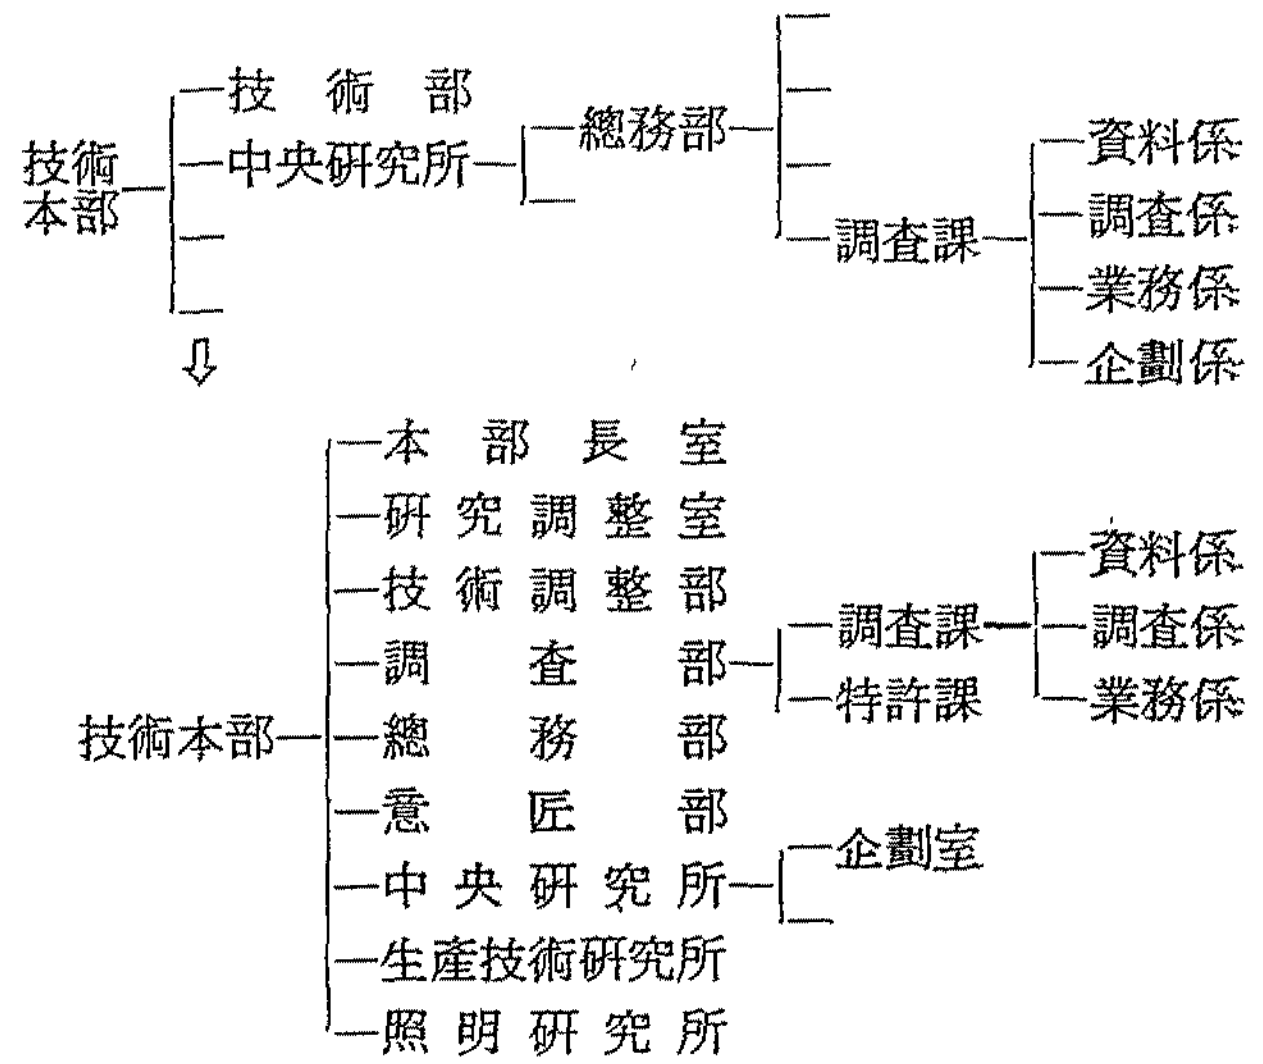 技術部
中央研究所
技術
本部
總務部
調査課
資料係
調査係
業務係
企劃係
技術本部
本部長室
研究調整室
技術調整部
調査部
總務部
意匠部
中央研究所
生産技術研究所
照明研究所
調査課
特許課
資料係
調査係
業務係
企劃室